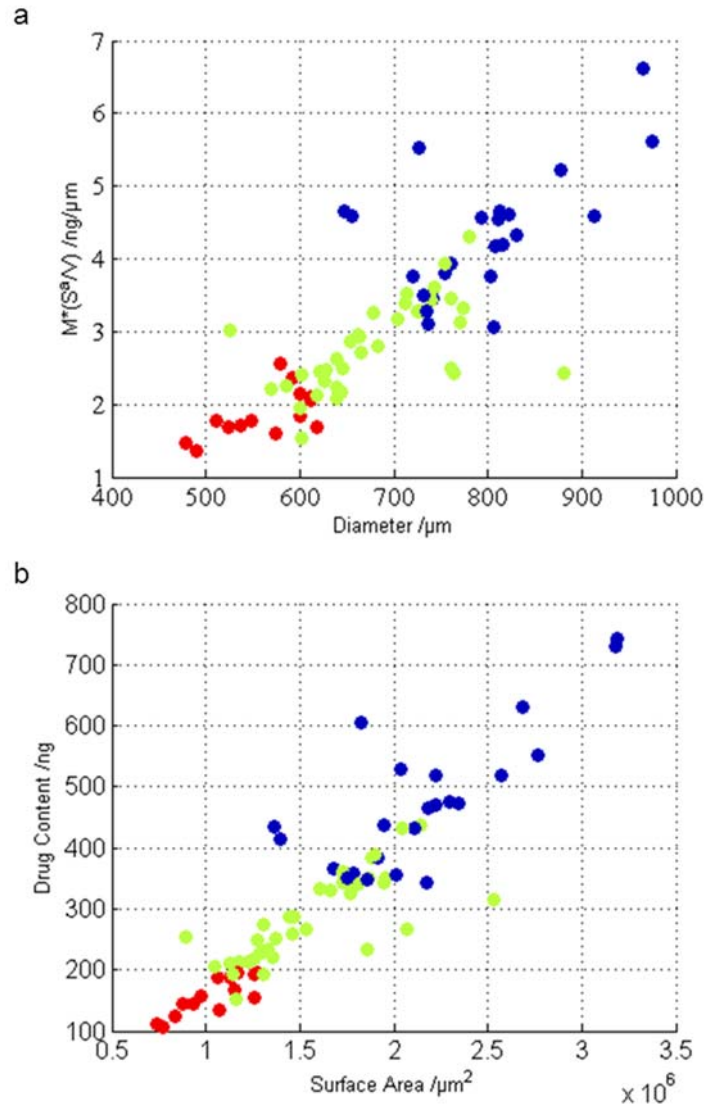 a
7
6
5
4
3
2
1
M*(Sª/V) /ng/µm
400 500 600 700 800 900 1000
Diameter /µm
b
800
700
600
500
400
300
200
100
Drug Content /ng
0.5 1 1.5 2 2.5 3 3.5
Surface Area /µm²
x 10⁶